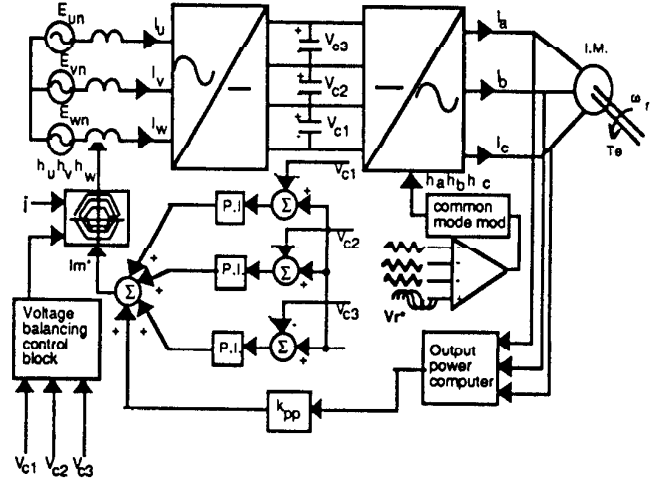 Eun
iu
Evn
iv
Ewn
iw
+ Vc3
+ Vc2
+ Vc1
ia
ib
ic
I.M.
ωr
Te
hu hv hw
i
Im*
Voltage
balancing
control
block
Vc1 Vc2 Vc3
Vc1
P.I
Σ
Vc2
P.I.
Σ
Vc3
P.I.
Σ
Σ
kpp
ha hb hc
common
mode mod
Vr*
Output
power
computer